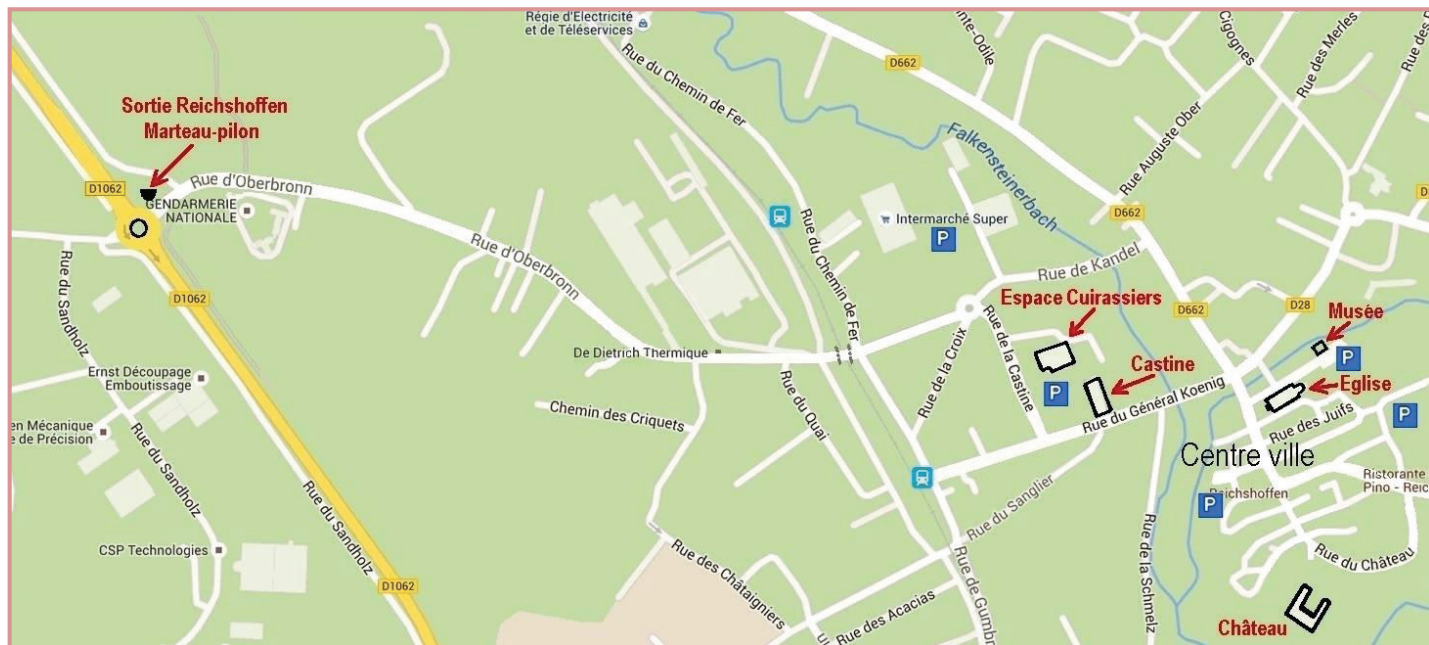 Régie d'Electricité
et de Téléservices
Rue du Chemin de Fer
D662
Cigognes
Rue des Merles
Sortie Reichshoffen
Marteau-pilon
D1062
Rue d'Oberbronn
GENDARMERIE
NATIONALE
Rue du Sandholz
D1062
Rue d'Oberbronn
Rue du Chemin de Fer
Intermarché Super
P
Falkensteinerbach
Rue Auguste Ober
D662
Rue de Kandel
Espace Cuirassiers
D662
D28
Musée
P
De Dietrich Thermique
Rue de la Croix
Rue de la Castine
P
Castine
Rue du Général Koenig
Eglise
Rue des Juifs
P
Ernst Découpage
Emboutissage
Chemin des Criquets
Rue du Quai
en Mécanique
e de Précision
Rue du Sandholz
Centre ville
Reichshoffen
P
Ristorante
Pino - Reic
Rue du Sandholz
CSP Technologies
Rue du Sanglier
Rue de la Schmelz
Rue du Château
Rue des Châtaigniers
Rue des Acacias
Rue de Gumbr
D1062
Château